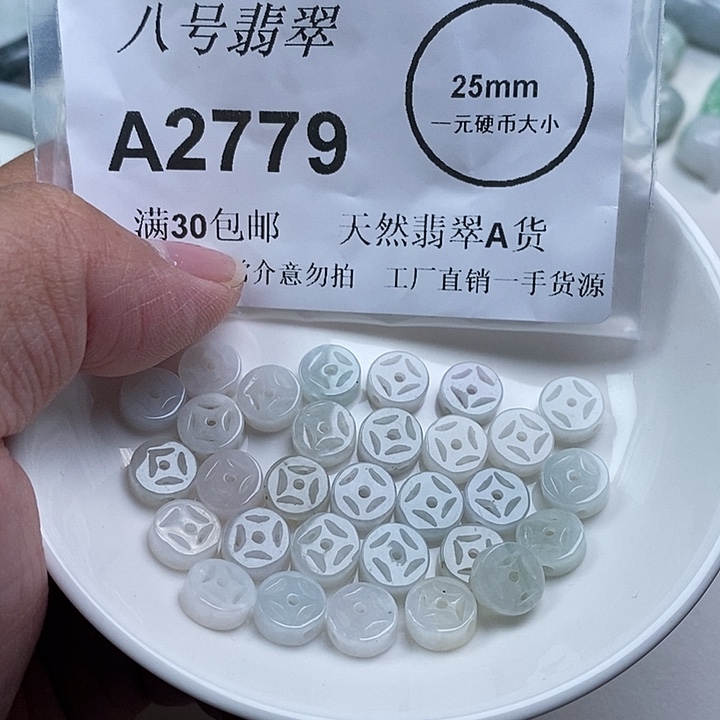 八号翡翠
25mm
一元硬币大小
A2779
满30包邮 天然翡翠A货
介意勿拍 工厂直销一手货源